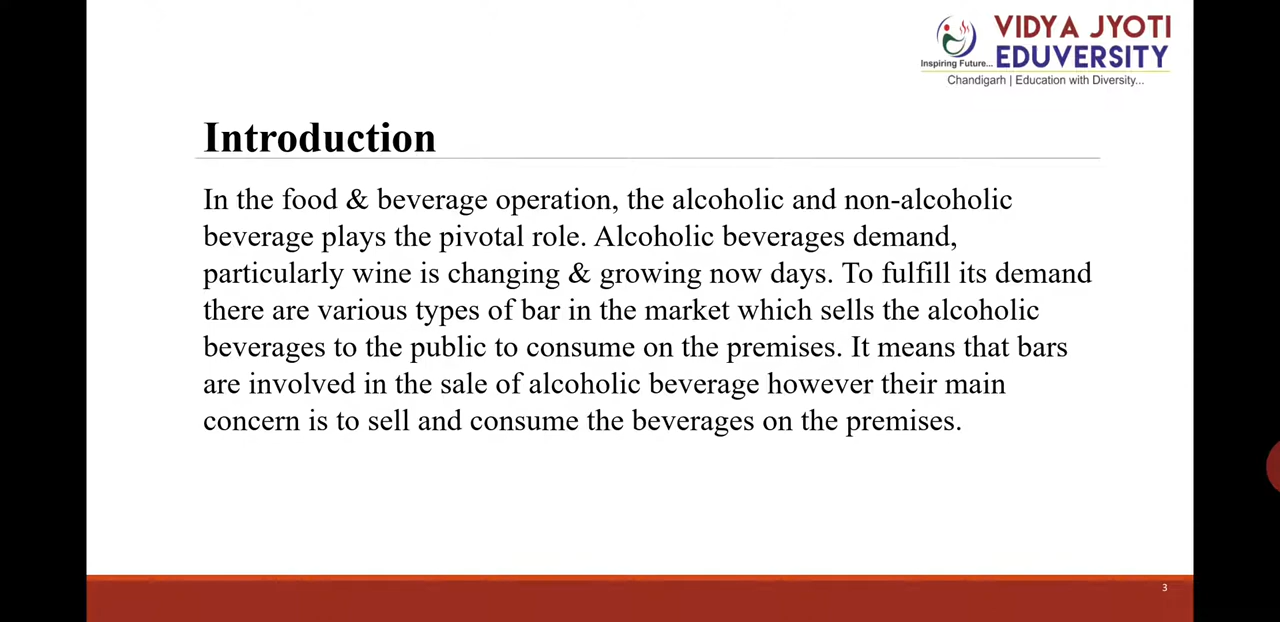 VIDYA JYOTI
EDUVERSITY
Inspiring Future...
Chandigarh | Education with Diversity...
Introduction
In the food & beverage operation, the alcoholic and non-alcoholic
beverage plays the pivotal role. Alcoholic beverages demand,
particularly wine is changing & growing now days. To fulfill its demand
there are various types of bar in the market which sells the alcoholic
beverages to the public to consume on the premises. It means that bars
are involved in the sale of alcoholic beverage however their main
concern is to sell and consume the beverages on the premises.
3